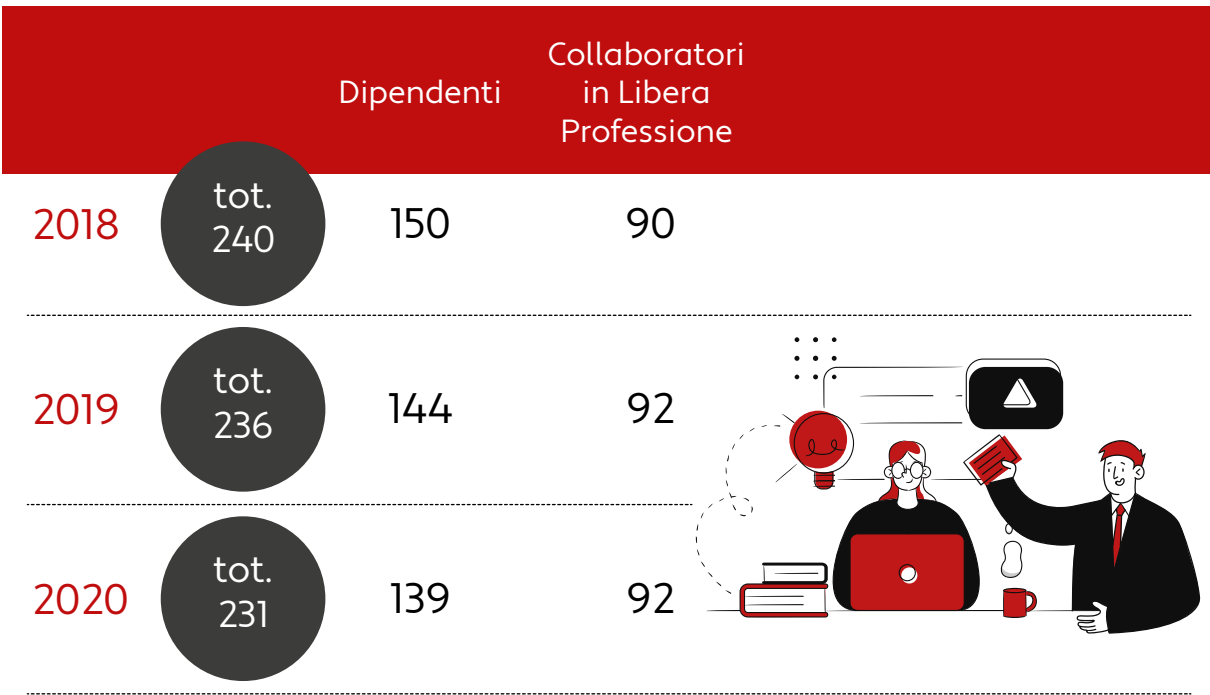 Dipendenti
Collaboratori
in Libera
Professione
2018
tot.
240
150
90
2019
tot.
236
144
92
2020
tot.
231
139
92